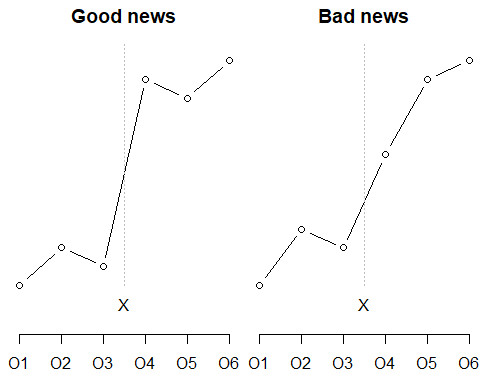 Good news
Bad news
X
X
O1 O2 O3 O4 O5 O6
O1 O2 O3 O4 O5 O6